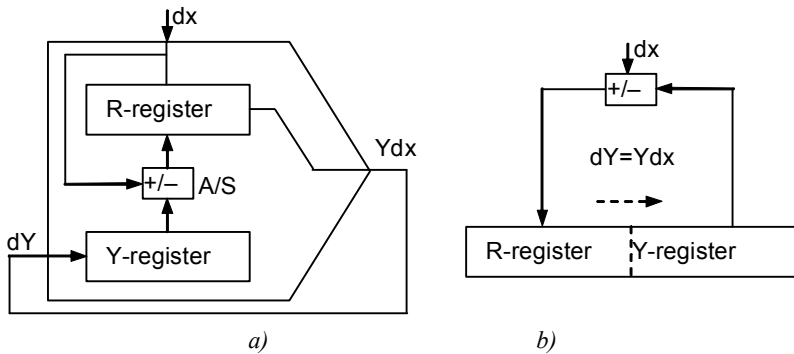 dx
R-register
Ydx
+/–
A/S
dY
Y-register
a)
dx
+/–
dY=Ydx
R-register
Y-register
b)